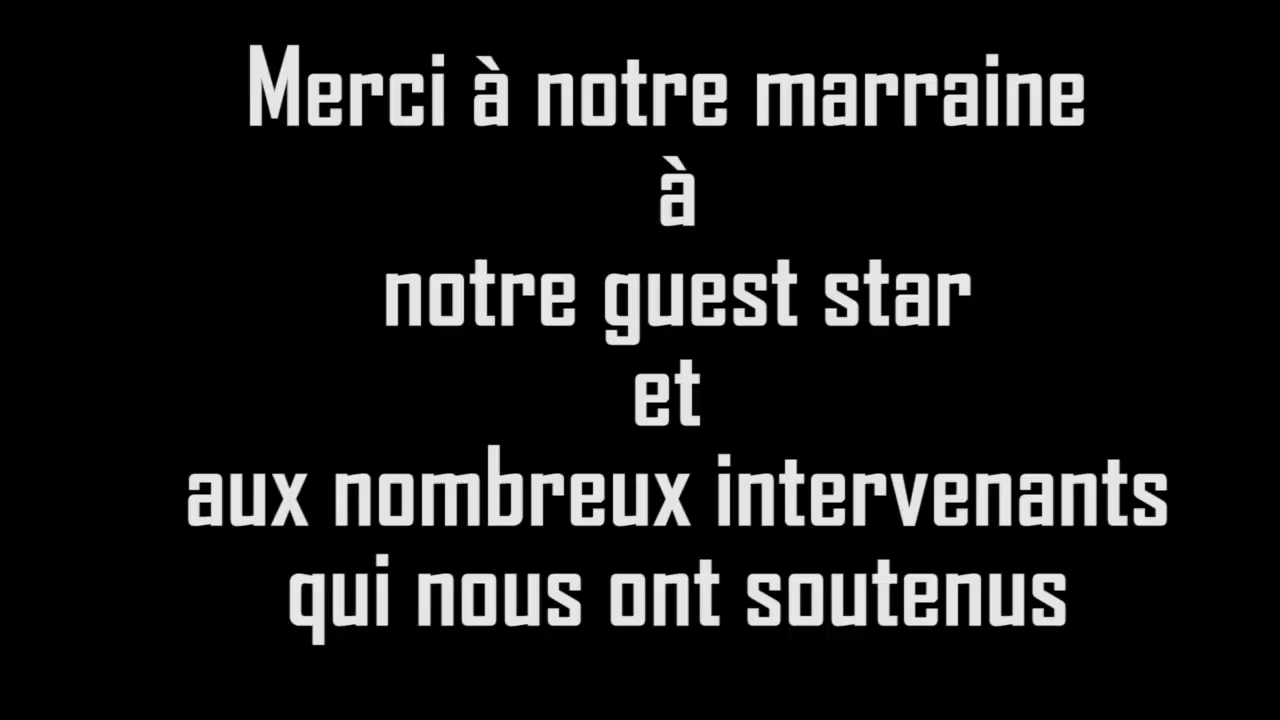 Merci à notre marraine
à
notre guest star
et
aux nombreux intervenants
qui nous ont soutenus